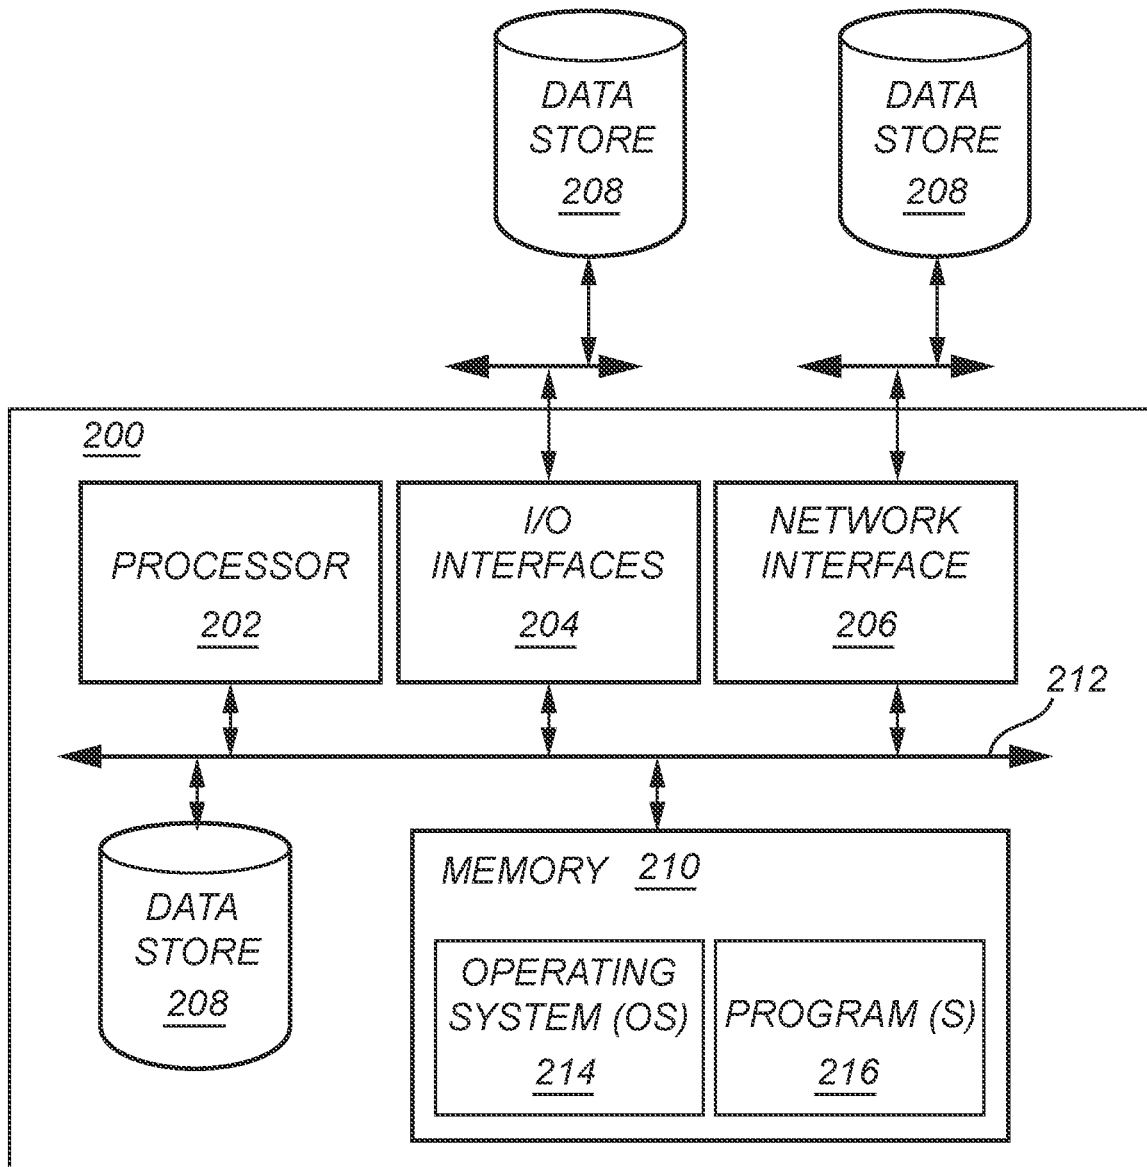 DATA
STORE
208
DATA
STORE
208
200
PROCESSOR
202
I/O
INTERFACES
204
NETWORK
INTERFACE
206
212
DATA
STORE
208
MEMORY 210
OPERATING
SYSTEM (OS)
214
PROGRAM (S)
216